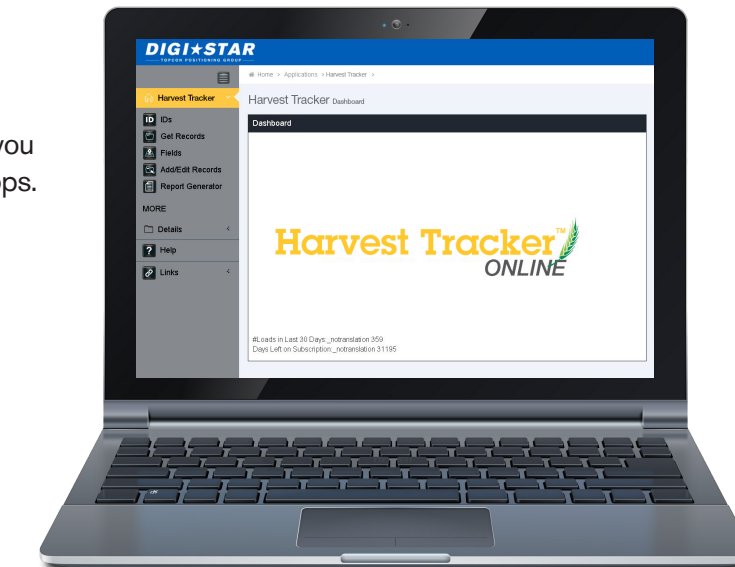 you
ops.
DIGI★STAR
TOPCON POSITIONING GROUP
Home > Applications > Harvest Tracker >
Harvest Tracker
Harvest Tracker Dashboard
Dashboard
IDs
Get Records
Fields
Add/Edit Records
Report Generator
MORE
Details
? Help
Links
Harvest Tracker™
ONLINE
#Loads in Last 30 Days:_notranslation 359
Days Left on Subscription:_notranslation 31195